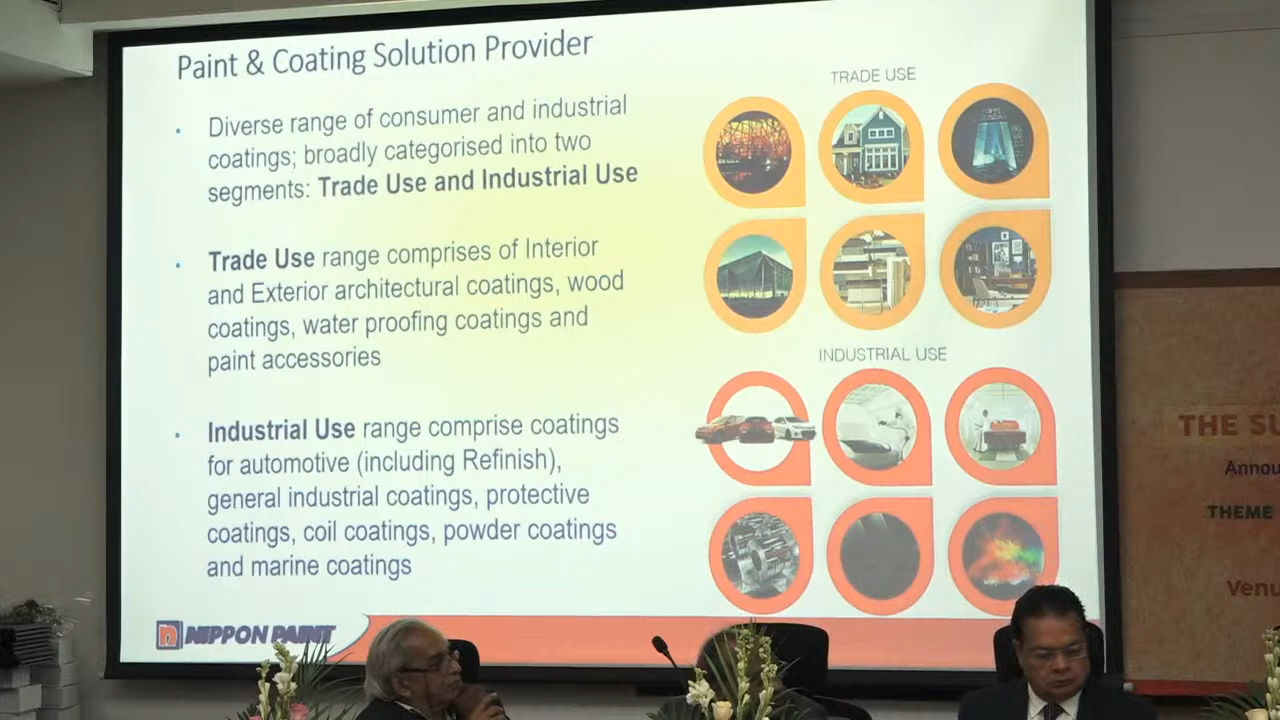 Paint & Coating Solution Provider
Diverse range of consumer and industrial
coatings; broadly categorised into two
segments: Trade Use and Industrial Use
Trade Use range comprises of Interior
and Exterior architectural coatings, wood
coatings, water proofing coatings and
paint accessories
Industrial Use range comprise coatings
for automotive (including Refinish),
general industrial coatings, protective
coatings, coil coatings, powder coatings
and marine coatings
TRADE USE
INDUSTRIAL USE
n NIPPON PAINT
THE
THEME